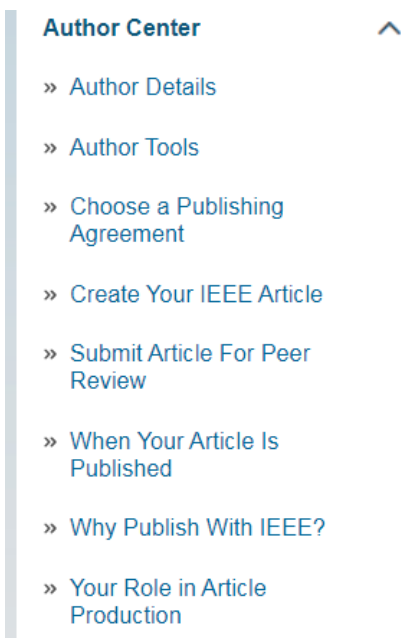 Author Center
» Author Details
» Author Tools
» Choose a Publishing
Agreement
» Create Your IEEE Article
» Submit Article For Peer
Review
» When Your Article Is
Published
» Why Publish With IEEE?
» Your Role in Article
Production